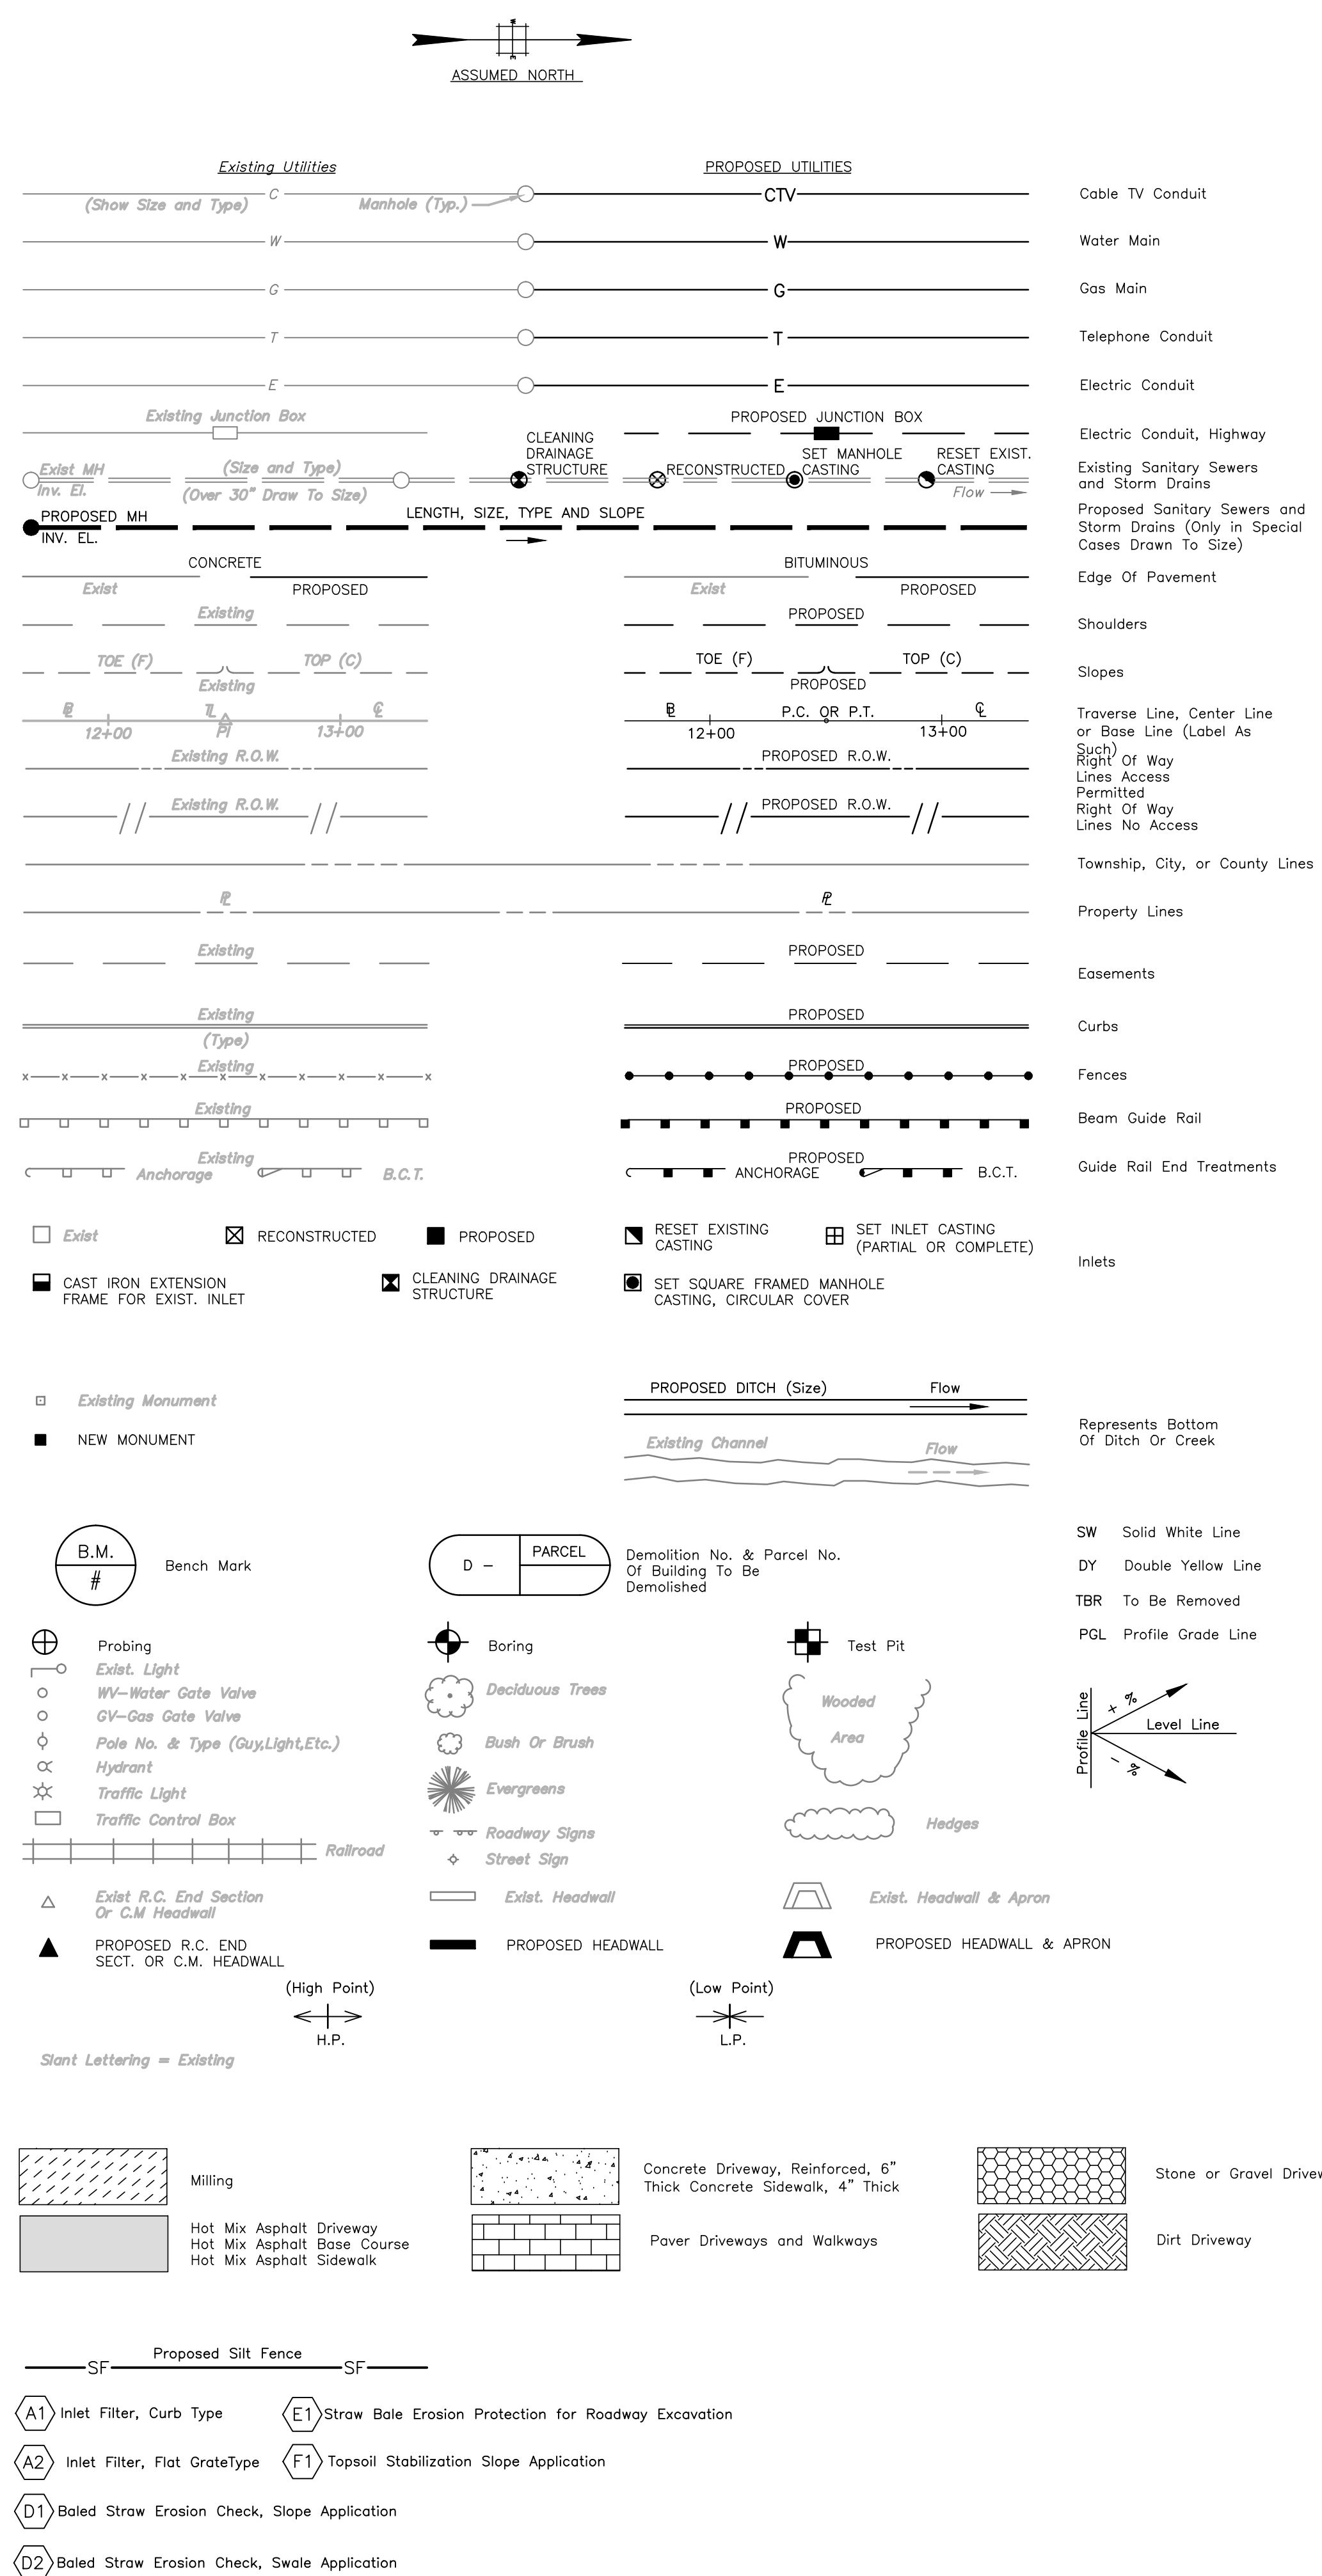 ASSUMED NORTH
Existing Utilities
PROPOSED UTILITIES
C
CTV
Cable TV Conduit
(Show Size and Type)
Manhole (Typ.)
W
W
Water Main
G
G
Gas Main
T
T
Telephone Conduit
E
E
Electric Conduit
Existing Junction Box
PROPOSED JUNCTION BOX
Electric Conduit, Highway
CLEANING
DRAINAGE
STRUCTURE
RECONSTRUCTED
SET MANHOLE
CASTING
RESET EXIST.
CASTING
Exist MH
Inv. El.
(Size and Type)
(Over 30" Draw To Size)
Flow
Existing Sanitary Sewers
and Storm Drains
PROPOSED MH
INV. EL.
LENGTH, SIZE, TYPE AND SLOPE
Proposed Sanitary Sewers and
Storm Drains (Only in Special
Cases Drawn To Size)
CONCRETE
Exist
PROPOSED
BITUMINOUS
Exist
PROPOSED
Edge Of Pavement
Existing
PROPOSED
Shoulders
TOE (F)
TOP (C)
Existing
TOE (F)
TOP (C)
PROPOSED
Slopes
BL
TL
CL
12+00
PI
13+00
BL
P.C. OR P.T.
CL
12+00
13+00
Traverse Line, Center Line
or Base Line (Label As
Such)
Existing R.O.W.
PROPOSED R.O.W.
Right Of Way
Lines Access
Permitted
Existing R.O.W.
PROPOSED R.O.W.
Right Of Way
Lines No Access
Township, City, or County Lines
PL
PL
Property Lines
Existing
PROPOSED
Easements
Existing
(Type)
PROPOSED
Curbs
Existing
PROPOSED
Fences
Existing
PROPOSED
Beam Guide Rail
Existing
Anchorage
B.C.T.
PROPOSED
ANCHORAGE
B.C.T.
Guide Rail End Treatments
Exist
RECONSTRUCTED
PROPOSED
RESET EXISTING
CASTING
SET INLET CASTING
(PARTIAL OR COMPLETE)
Inlets
CAST IRON EXTENSION
FRAME FOR EXIST. INLET
CLEANING DRAINAGE
STRUCTURE
SET SQUARE FRAMED MANHOLE
CASTING, CIRCULAR COVER
Existing Monument
NEW MONUMENT
PROPOSED DITCH (Size)
Flow
Existing Channel
Flow
Represents Bottom
Of Ditch Or Creek
B.M.
#
Bench Mark
D -
PARCEL
Demolition No. & Parcel No.
Of Building To Be
Demolished
SW Solid White Line
DY Double Yellow Line
TBR To Be Removed
PGL Profile Grade Line
Probing
Boring
Test Pit
Exist. Light
WV-Water Gate Valve
GV-Gas Gate Valve
Pole No. & Type (Guy,Light,Etc.)
Hydrant
Traffic Light
Traffic Control Box
Railroad
Deciduous Trees
Bush Or Brush
Evergreens
Roadway Signs
Street Sign
Wooded
Area
Hedges
Profile Line
+ %
Level Line
- %
Exist R.C. End Section
Or C.M Headwall
Exist. Headwall
Exist. Headwall & Apron
PROPOSED R.C. END
SECT. OR C.M. HEADWALL
PROPOSED HEADWALL
PROPOSED HEADWALL & APRON
(High Point)
H.P.
(Low Point)
L.P.
Slant Lettering = Existing
Milling
Concrete Driveway, Reinforced, 6"
Thick Concrete Sidewalk, 4" Thick
Stone or Gravel Drivew
Hot Mix Asphalt Driveway
Hot Mix Asphalt Base Course
Hot Mix Asphalt Sidewalk
Paver Driveways and Walkways
Dirt Driveway
Proposed Silt Fence
SF
SF
A1 Inlet Filter, Curb Type
E1 Straw Bale Erosion Protection for Roadway Excavation
A2 Inlet Filter, Flat GrateType
F1 Topsoil Stabilization Slope Application
D1 Baled Straw Erosion Check, Slope Application
D2 Baled Straw Erosion Check, Swale Application